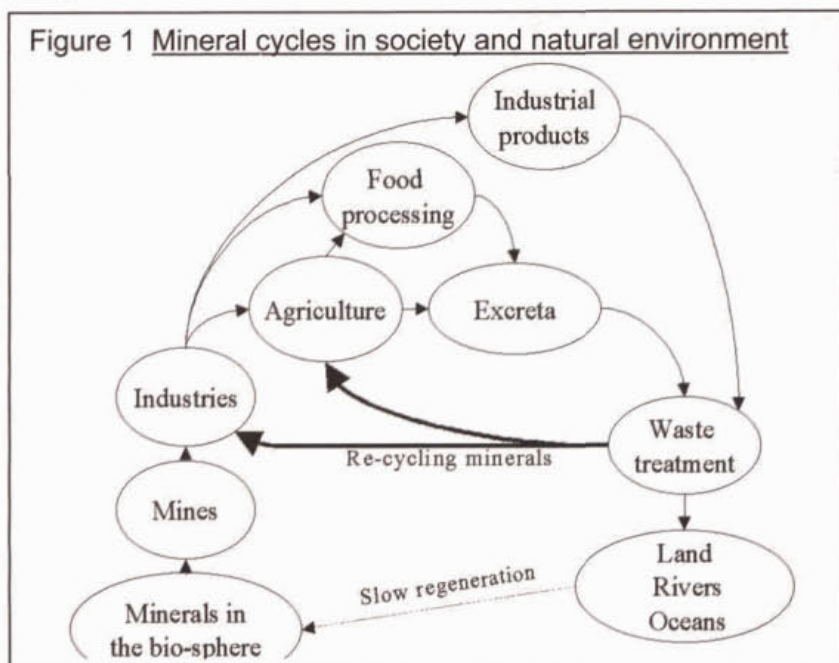 Figure 1 Mineral cycles in society and natural environment
Industrial
products
Food
processing
Agriculture
Excreta
Industries
Waste
treatment
Re-cycling minerals
Mines
Land
Rivers
Oceans
Slow regeneration
Minerals in
the bio-sphere